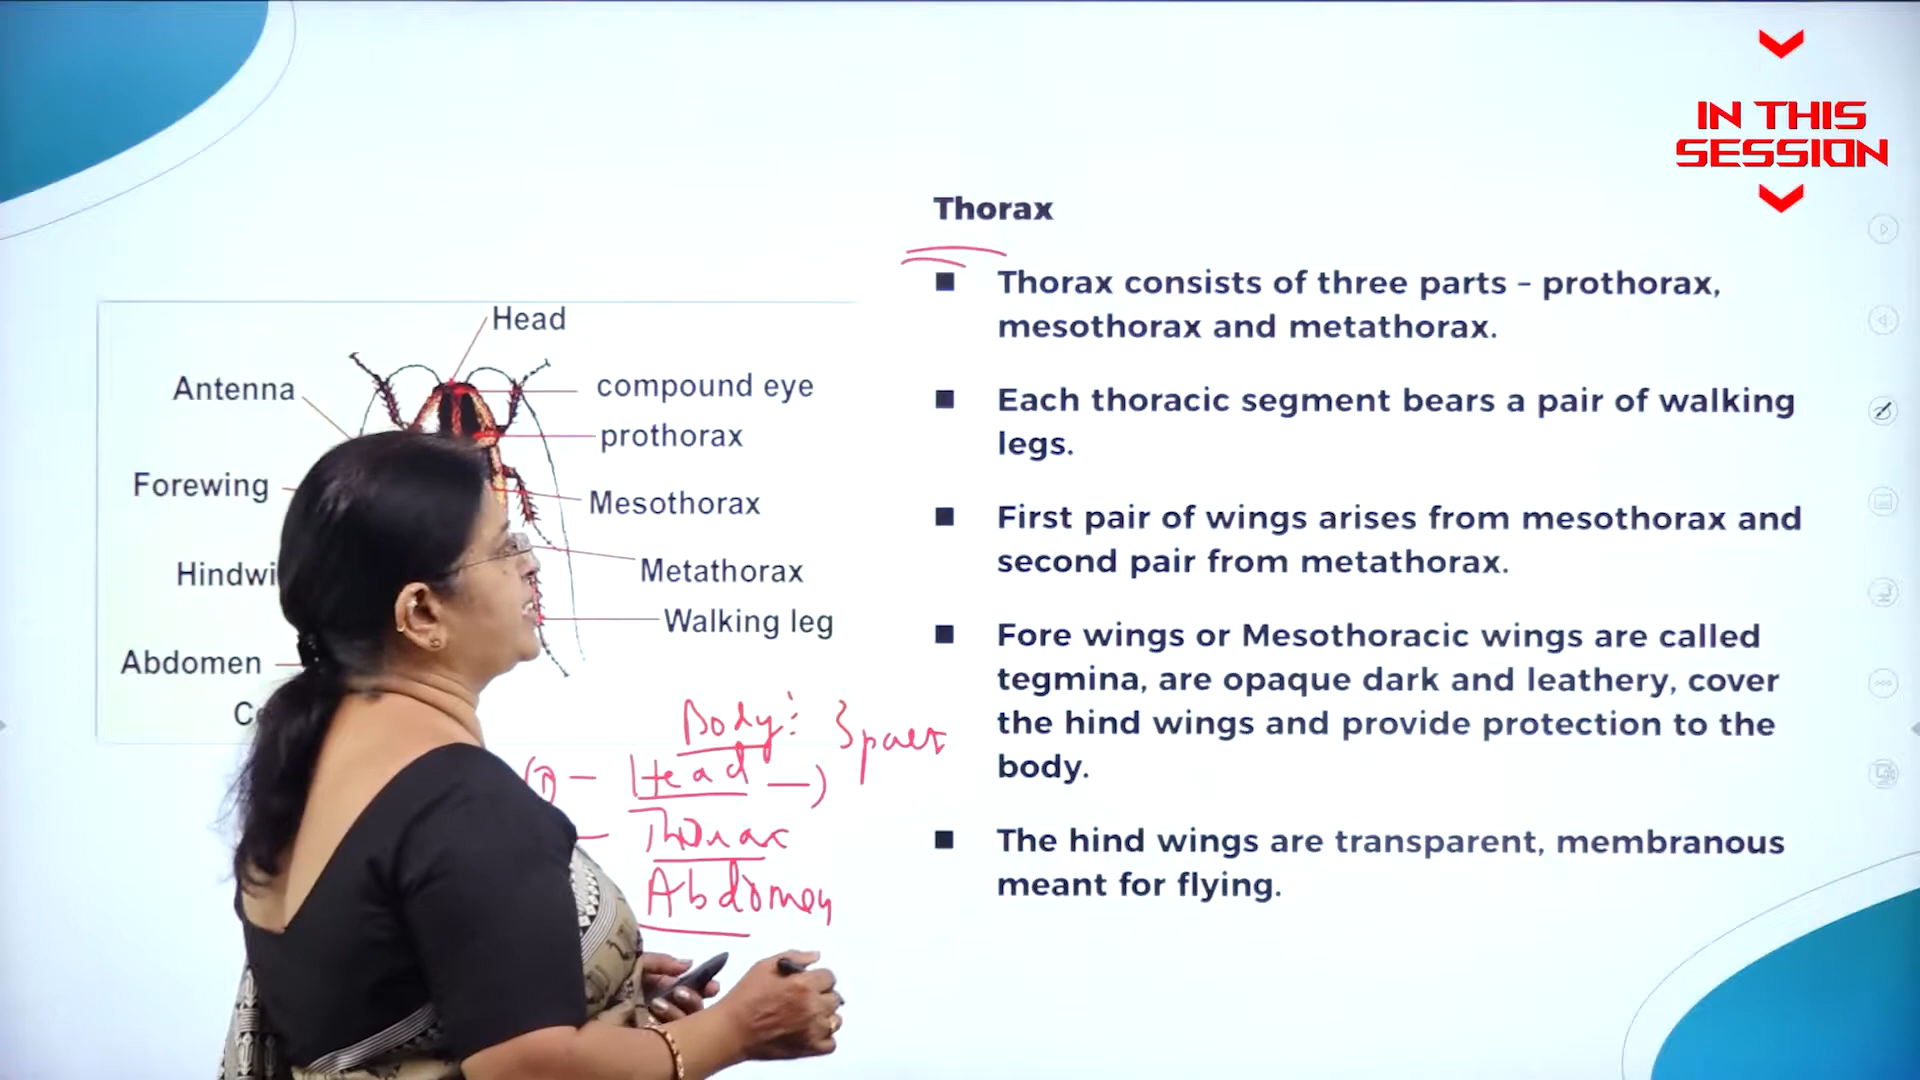 IN THIS
SESSION
Thorax
Thorax consists of three parts – prothorax,
mesothorax and metathorax.
Each thoracic segment bears a pair of walking
legs.
First pair of wings arises from mesothorax and
second pair from metathorax.
Fore wings or Mesothoracic wings are called
tegmina, are opaque dark and leathery, cover
the hind wings and provide protection to the
body.
The hind wings are transparent, membranous
meant for flying.
Head
Antenna
compound eye
prothorax
Forewing
Mesothorax
Metathorax
Walking leg
Abdomen
Body: 3 part
Head
Thorax
Abdomen